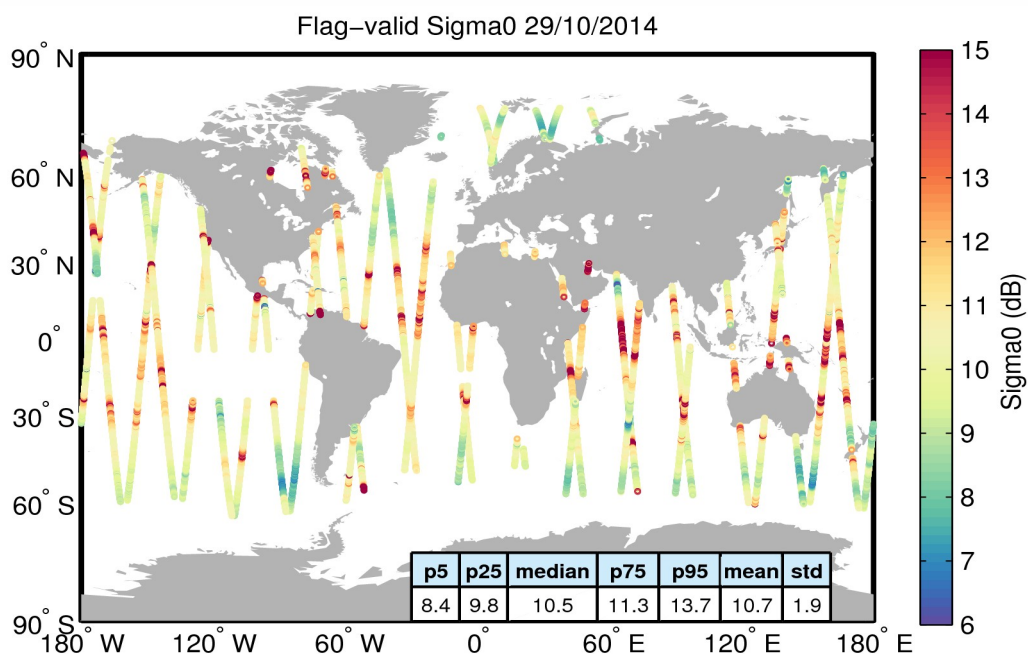 Flag−valid Sigma0 29/10/2014
90° N
60° N
30° N
0°
30° S
60° S
90° S
180° W
120° W
60° W
0°
60° E
120° E
180° E
p5 p25 median p75 p95 mean std
8.4 9.8 10.5 11.3 13.7 10.7 1.9
15
14
13
12
11
10
9
8
7
6
Sigma0 (dB)